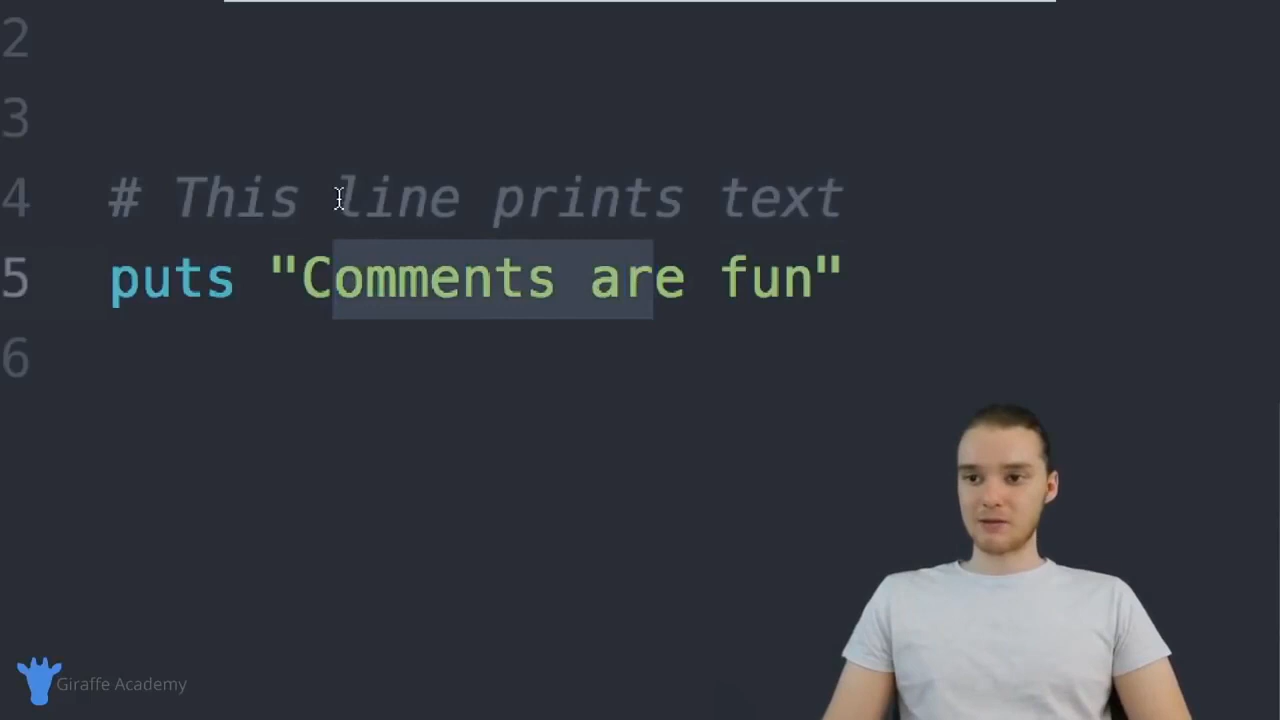 2
3
4 # This line prints text
5 puts "Comments are fun"
6
Giraffe Academy